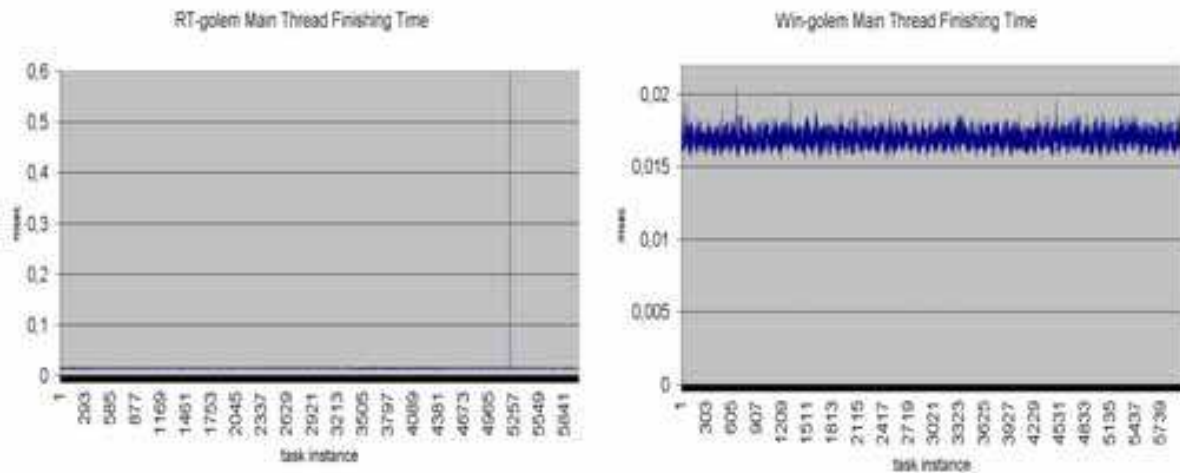 RT-golem Main Thread Finishing Time
0,6
0,5
0,4
0,3
0,2
0,1
0
msec
1 293 585 877 1169 1461 1753 2045 2337 2629 2921 3213 3505 3797 4089 4381 4673 4965 5257 5549 5841
task instance
Win-golem Main Thread Finishing Time
0,02
0,015
0,01
0,005
0
msec
1 303 605 907 1209 1511 1813 2115 2417 2719 3021 3323 3625 3927 4229 4531 4833 5135 5437 5739
task instance